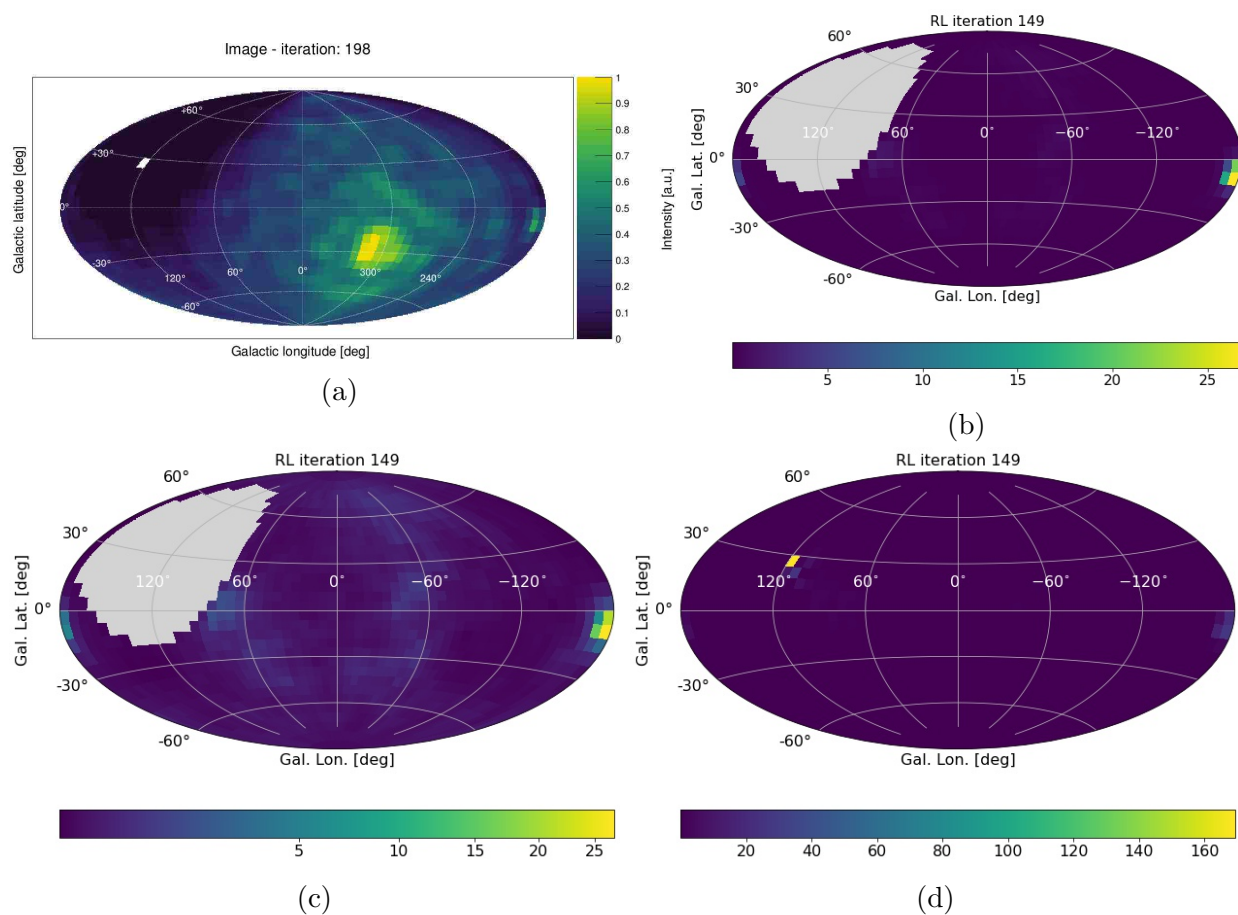 Image - iteration: 198
Galactic latitude [deg]
+60°
+30°
0°
-30°
-60°
120°
60°
0°
300°
240°
Galactic longitude [deg]
1
0.9
0.8
0.7
0.6
0.5
0.4
0.3
0.2
0.1
0
Intensity [a.u.]
(a)
RL iteration 149
Gal. Lat. [deg]
60°
30°
0°
-30°
-60°
120°
60°
0°
−60°
−120°
Gal. Lon. [deg]
5 10 15 20 25
(b)
RL iteration 149
Gal. Lat. [deg]
60°
30°
0°
-30°
-60°
120°
60°
0°
−60°
−120°
Gal. Lon. [deg]
5 10 15 20 25
(c)
RL iteration 149
Gal. Lat. [deg]
60°
30°
0°
-30°
-60°
120°
60°
0°
−60°
−120°
Gal. Lon. [deg]
20 40 60 80 100 120 140 160
(d)